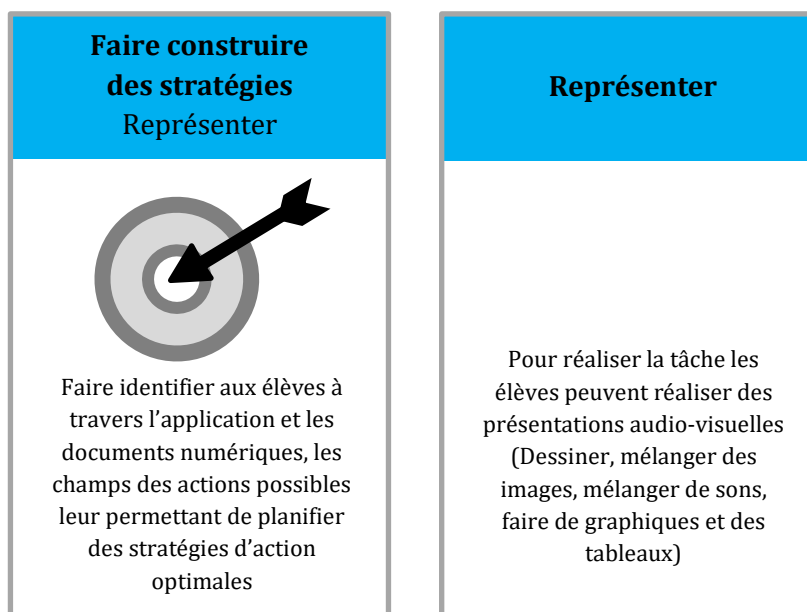 Faire construire
des stratégies
Représenter
Faire identifier aux élèves à
travers l’application et les
documents numériques, les
champs des actions possibles
leur permettant de planifier
des stratégies d’action
optimales
Représenter
Pour réaliser la tâche les
élèves peuvent réaliser des
présentations audio-visuelles
(Dessiner, mélanger des
images, mélanger de sons,
faire de graphiques et des
tableaux)